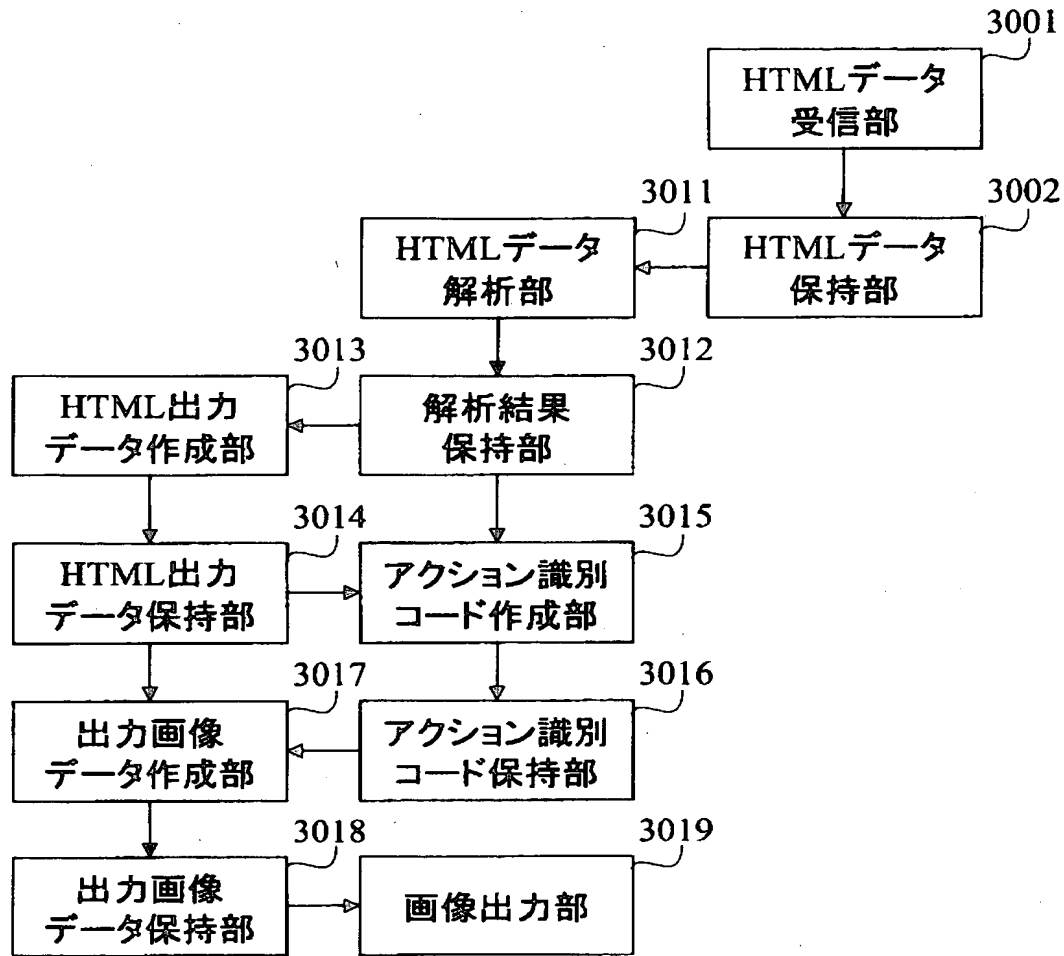 3001
HTMLデータ
受信部
3011
3002
HTMLデータ
解析部
HTMLデータ
保持部
3013
3012
HTML出力
データ作成部
解析結果
保持部
3014
3015
HTML出力
データ保持部
アクション識別
コード作成部
3017
3016
出力画像
データ作成部
アクション識別
コード保持部
3018
3019
出力画像
データ保持部
画像出力部